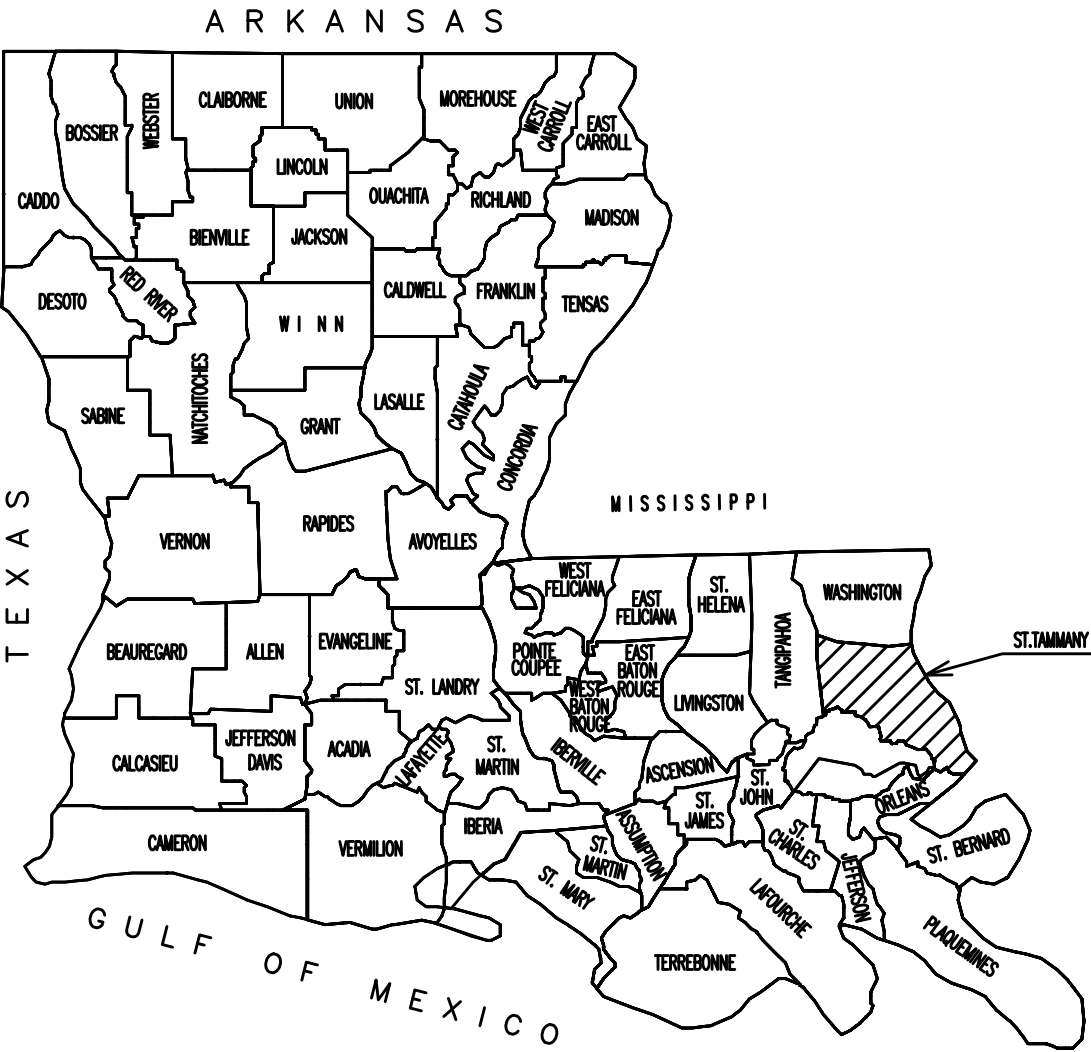 ARKANSAS
CLAIBORNE
UNION
MOREHOUSE
WEST
CARROLL
EAST
CARROLL
BOSSIER
WEBSTER
LINCOLN
CADDO
OUACHITA
RICHLAND
MADISON
BIENVILLE
JACKSON
DESOTO
RED RIVER
CALDWELL
FRANKLIN
TENSAS
WINN
NATCHITOCHES
SABINE
GRANT
LASALLE
CATAHOULA
CONCORDIA
TEXAS
MISSISSIPPI
VERNON
RAPIDES
AVOYELLES
WEST
FELICIANA
EAST
FELICIANA
ST.
HELENA
WASHINGTON
ST.TAMMANY
BEAUREGARD
ALLEN
EVANGELINE
POINTE
COUPEE
EAST
BATON
ROUGE
TANGIPAHOA
ST. LANDRY
WEST
BATON
ROUGE
LIVINGSTON
CALCASIEU
JEFFERSON
DAVIS
ACADIA
LAFAYETTE
ST.
MARTIN
IBERVILLE
ASCENSION
ST.
JOHN
ORLEANS
CAMERON
VERMILION
IBERIA
ST.
MARTIN
ASSUMPTION
ST.
JAMES
ST.
CHARLES
JEFFERSON
ST. BERNARD
ST. MARY
LAFOURCHE
PLAQUEMINES
TERREBONNE
GULF OF MEXICO